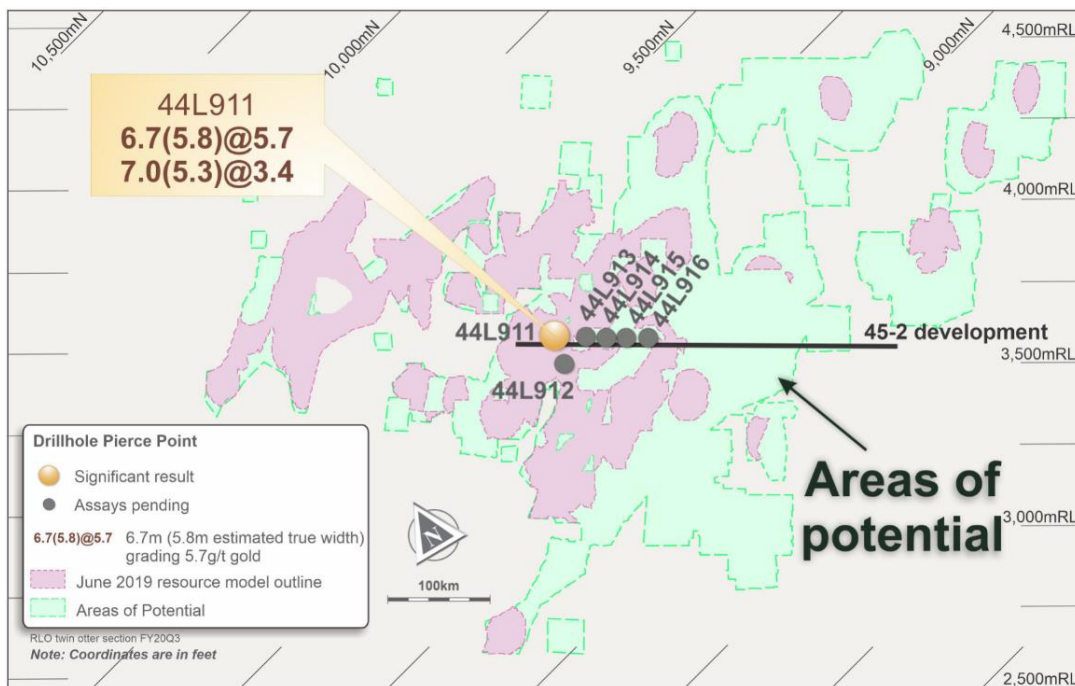 10,500mN
10,000mN
9,500mN
9,000mN
4,500mRL
44L911
6.7(5.8)@5.7
7.0(5.3)@3.4
4,000mRL
44L913
44L914
44L915
44L916
44L911
45-2 development
3,500mRL
44L912
Drillhole Pierce Point
Significant result
Assays pending
6.7(5.8)@5.7 6.7m (5.8m estimated true width)
grading 5.7g/t gold
June 2019 resource model outline
Areas of Potential
N
100km
Areas of
potential
3,000mRL
RLO twin otter section FY20Q3
Note: Coordinates are in feet
2,500mRL